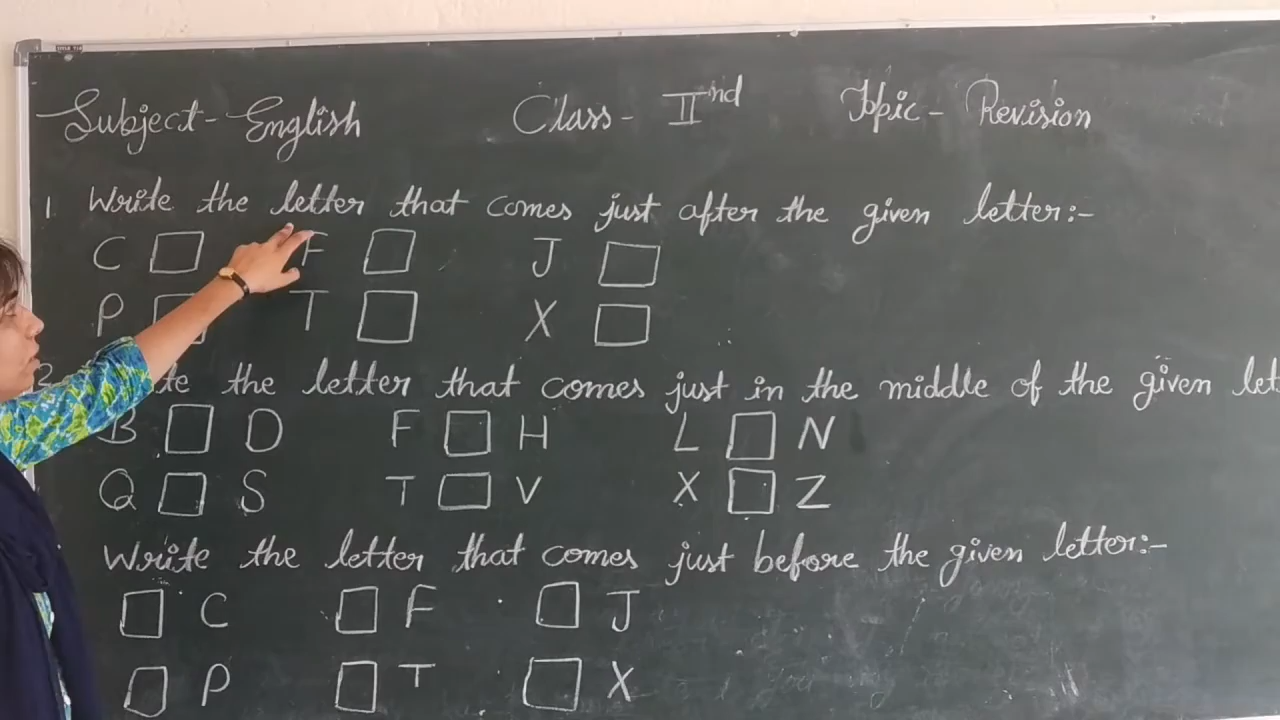 Subject - English Class - IInd Topic - Revision
1. Write the letter that comes just after the given letter:-
C F J
P T X
2. the letter that comes just in the middle of the given
B D F H L N
Q S T V X Z
Write the letter that comes just before the given letter:-
C F J
P T X